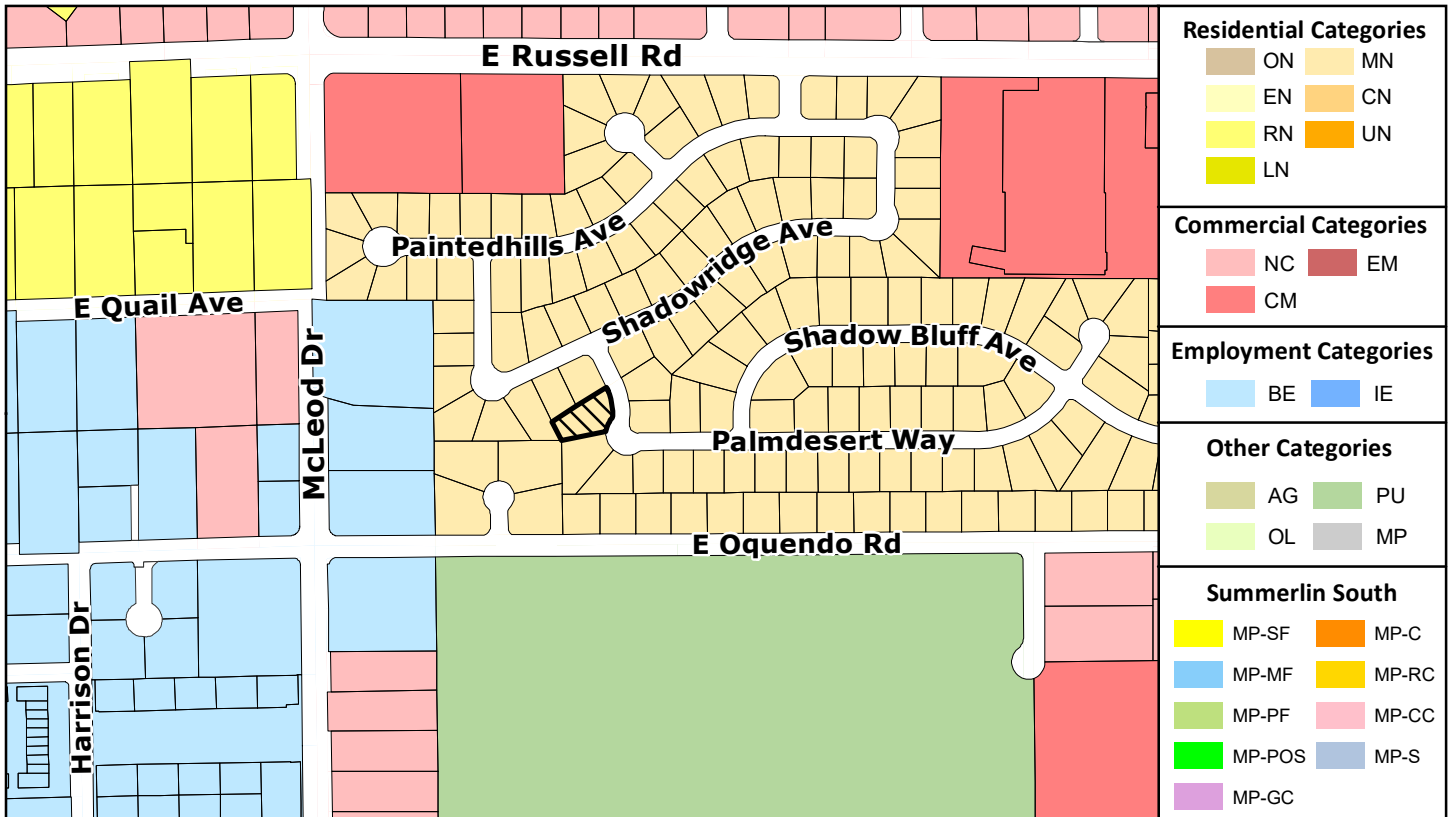 E Russell Rd
Paintedhills Ave
Shadowridge Ave
E Quail Ave
McLeod Dr
Shadow Bluff Ave
Palmdesert Way
E Oquendo Rd
Harrison Dr
Residential Categories
ON MN
EN CN
RN UN
LN
Commercial Categories
NC EM
CM
Employment Categories
BE IE
Other Categories
AG PU
OL MP
Summerlin South
MP-SF MP-C
MP-MF MP-RC
MP-PF MP-CC
MP-POS MP-S
MP-GC